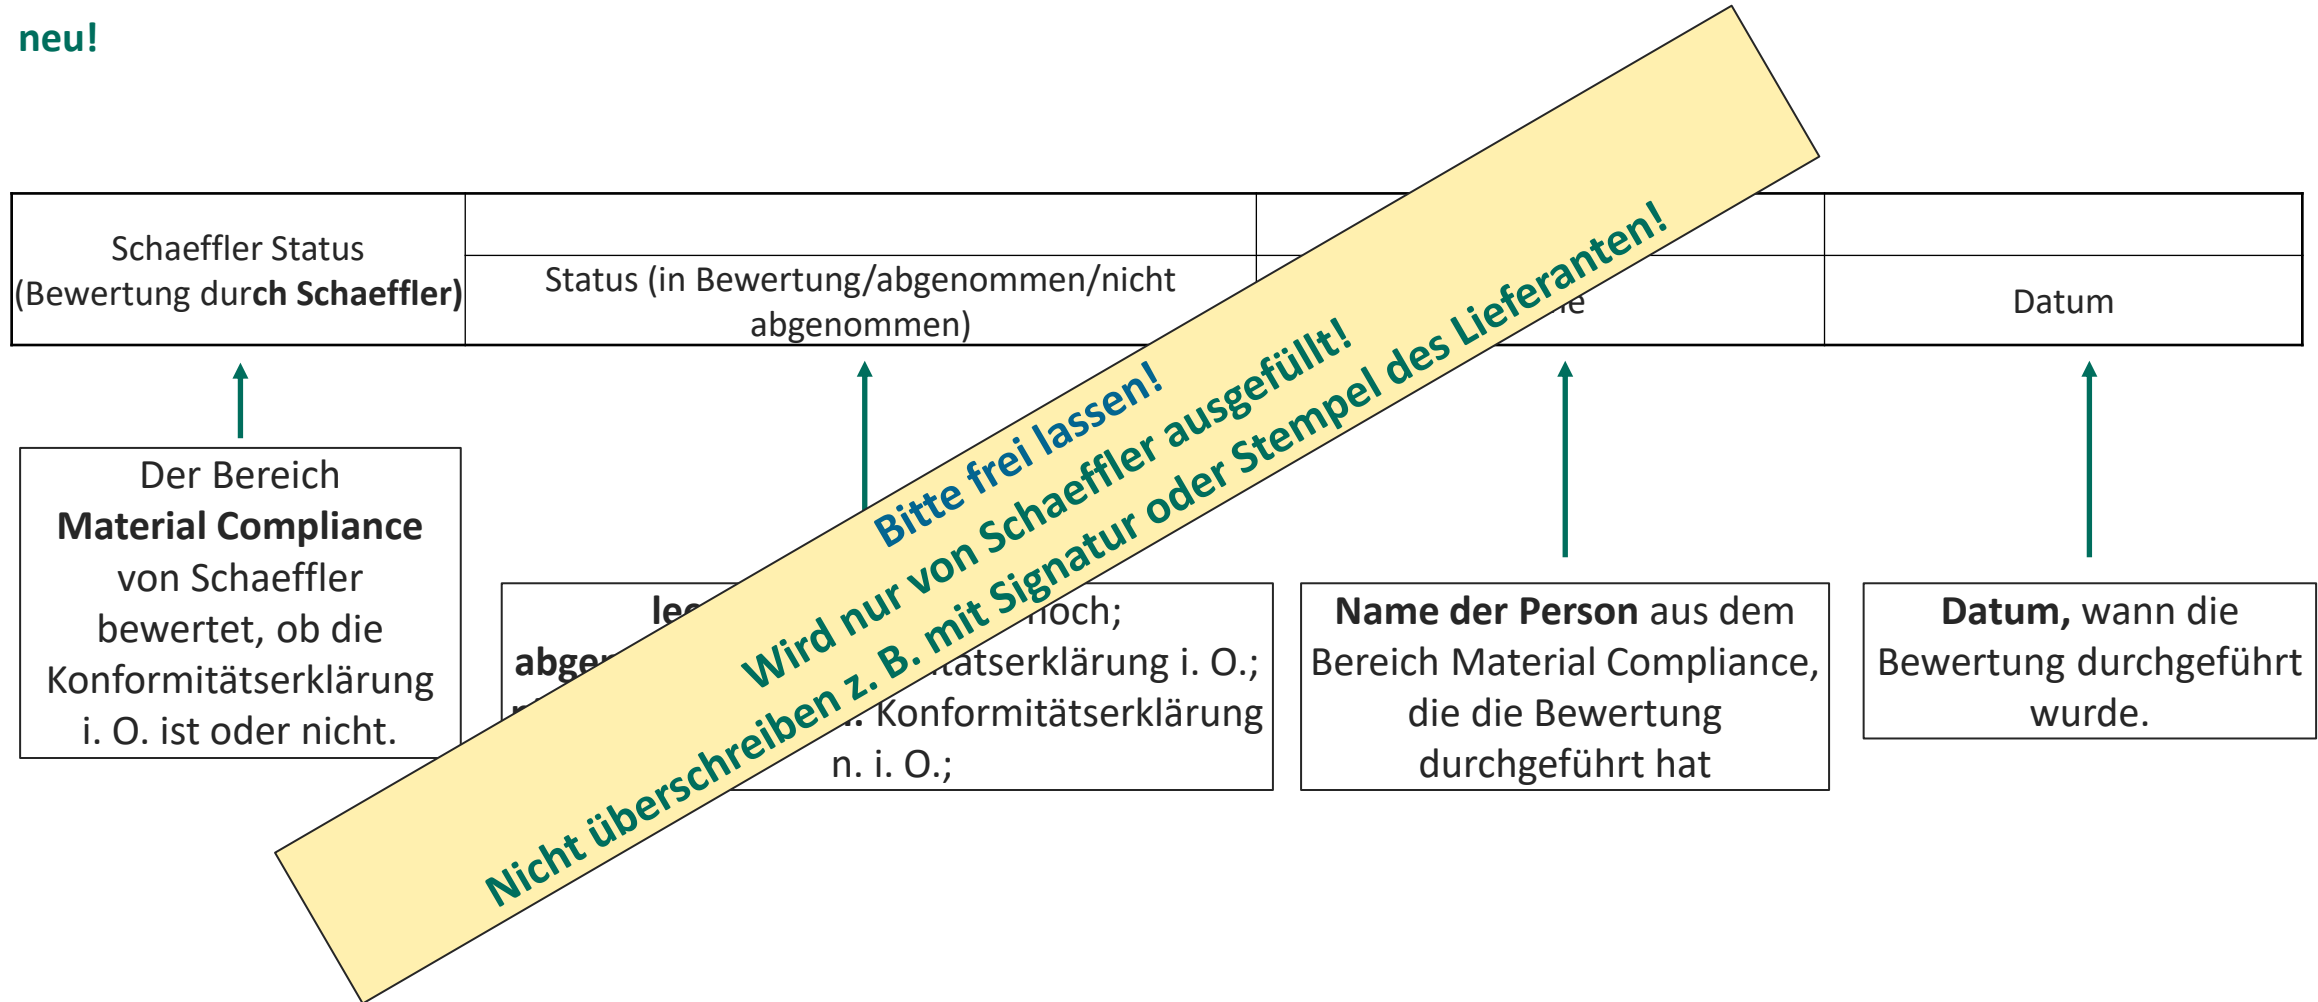 neu!
Schaeffler Status
(Bewertung durch Schaeffler)
Status (in Bewertung/abgenommen/nicht
abgenommen)
Datum
Bitte frei lassen!
Wird nur von Schaeffler ausgefüllt!
Nicht überschreiben z. B. mit Signatur oder Stempel des Lieferanten!
Der Bereich
Material Compliance
von Schaeffler
bewertet, ob die
Konformitätserklärung
i. O. ist oder nicht.
noch;
i. O.;
Konformitätserklärung
n. i. O.;
Name der Person aus dem
Bereich Material Compliance,
die die Bewertung
durchgeführt hat
Datum, wann die
Bewertung durchgeführt
wurde.